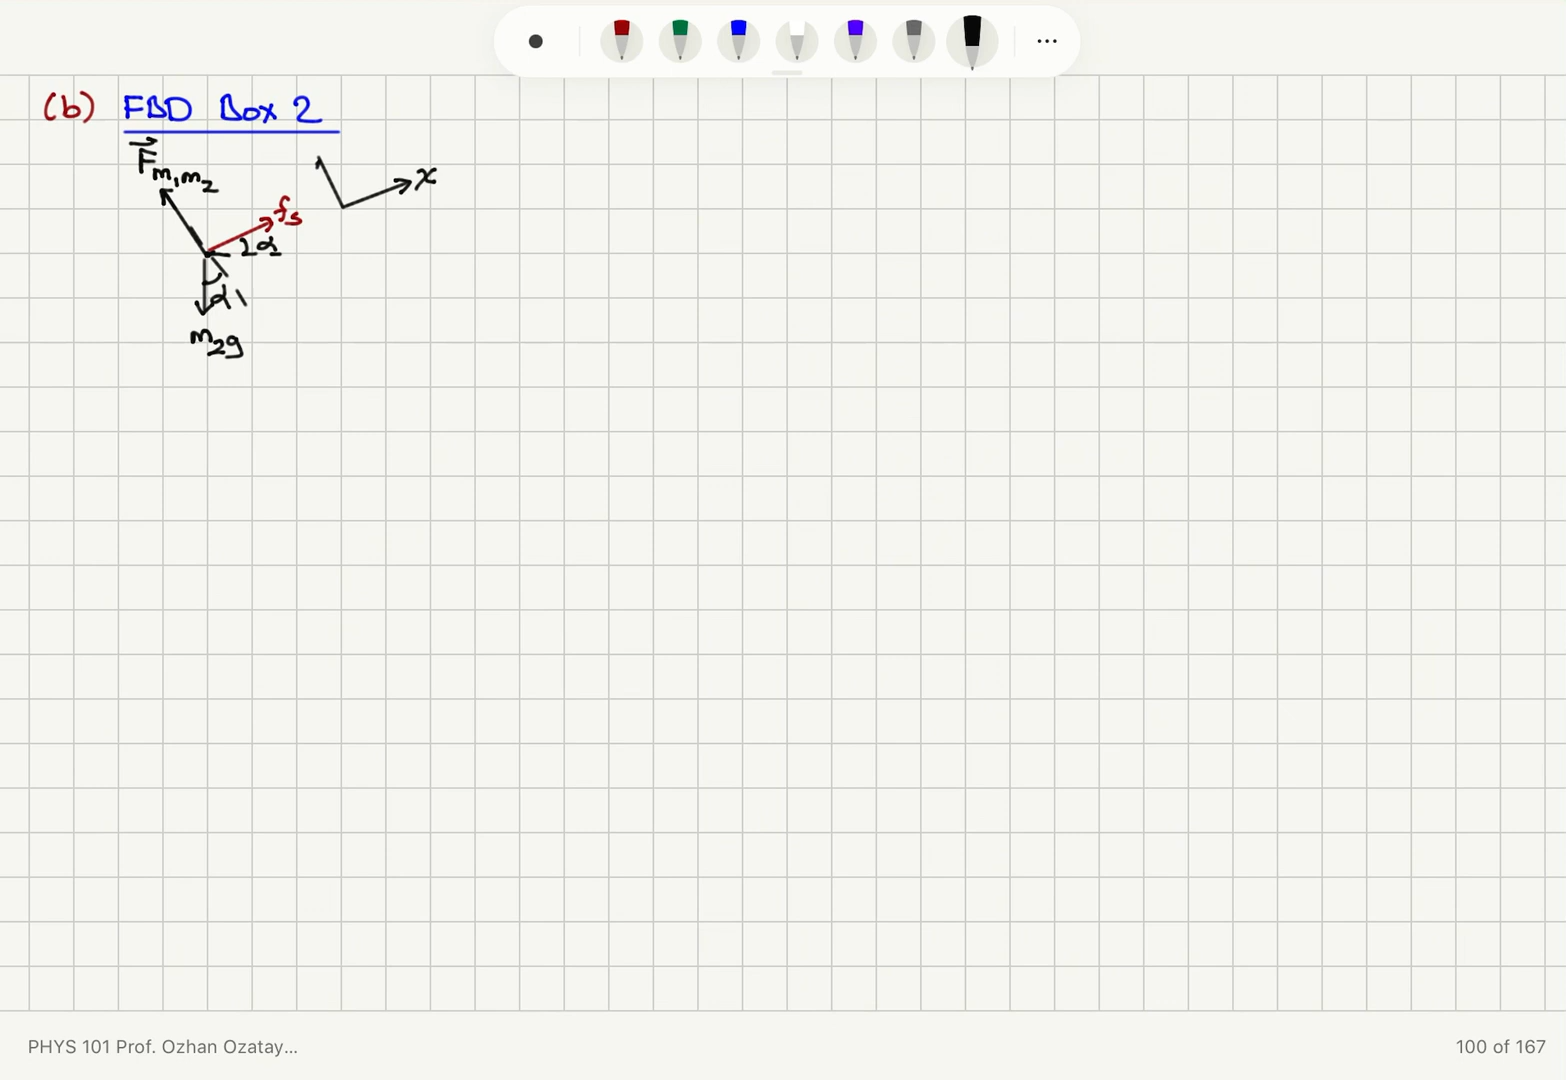 (b) FBD Box 2
F⃗ₘ₁ₘ₂
x
fₛ
α
α
m₂g
PHYS 101 Prof. Ozhan Ozatay...
100 of 167